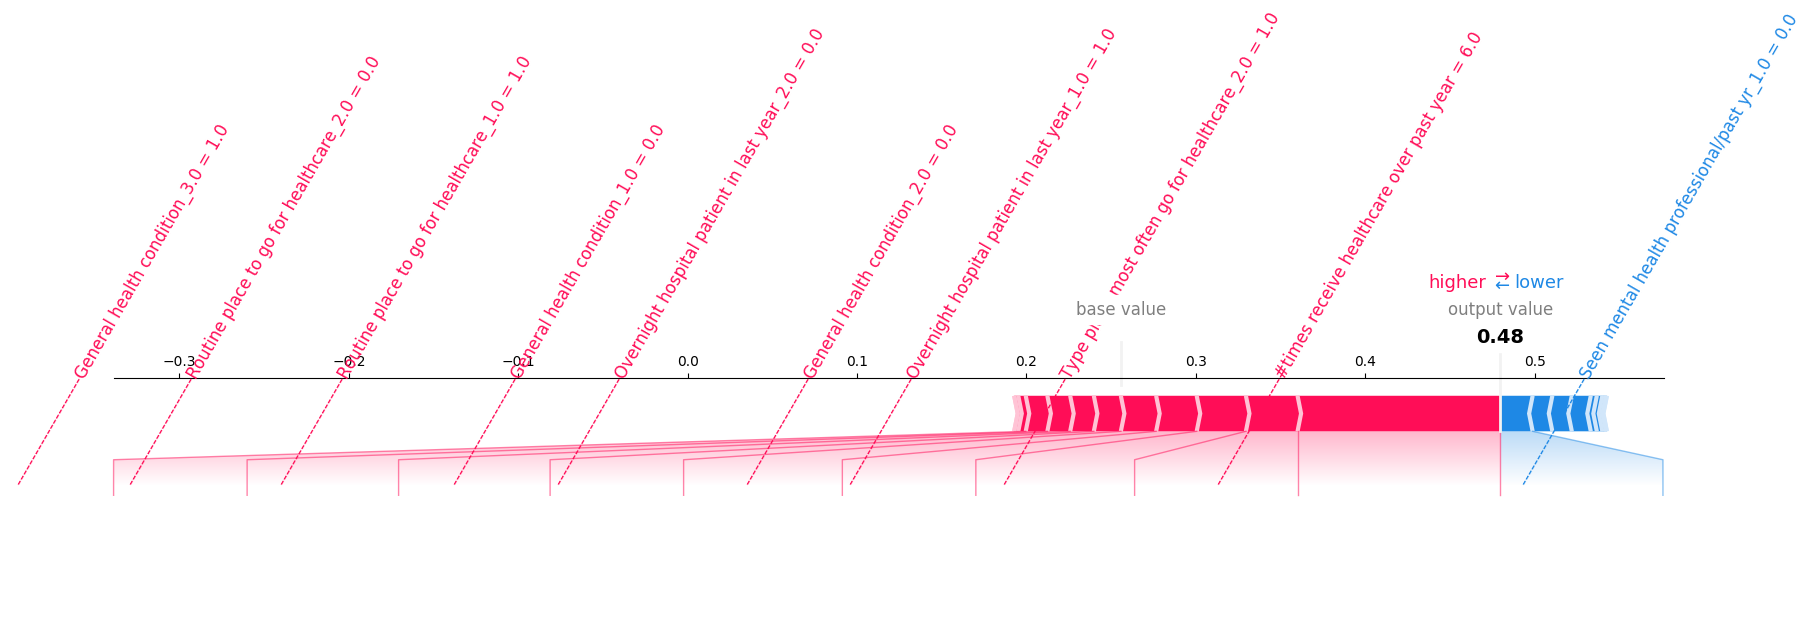 General health condition_3.0 = 1.0
Routine place to go for healthcare_2.0 = 0.0
Routine place to go for healthcare_1.0 = 1.0
General health condition_1.0 = 0.0
Overnight hospital patient in last year_2.0 = 0.0
General health condition_2.0 = 0.0
Overnight hospital patient in last year_1.0 = 1.0
Type most often go for healthcare_2.0 = 1.0
#times receive healthcare over past year = 6.0
Seen mental health professional/past yr_1.0 = 0.0
higher ⇄ lower
base value
output value
0.48
−0.3 −0.2 −0.1 0.0 0.1 0.2 0.3 0.4 0.5